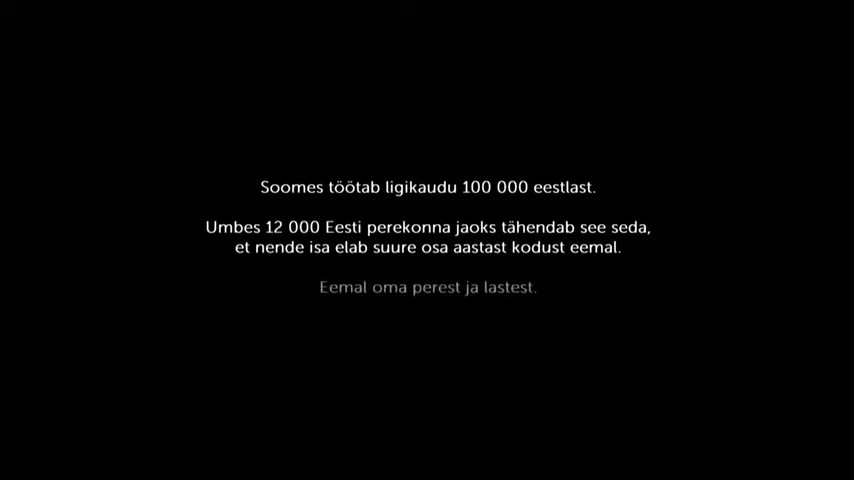 Soomes töötab ligikaudu 100 000 eestlast.
Umbes 12 000 Eesti perekonna jaoks tähendab see seda,
et nende isa elab suure osa aastast kodust eemal.
Eemal oma perest ja lastest.